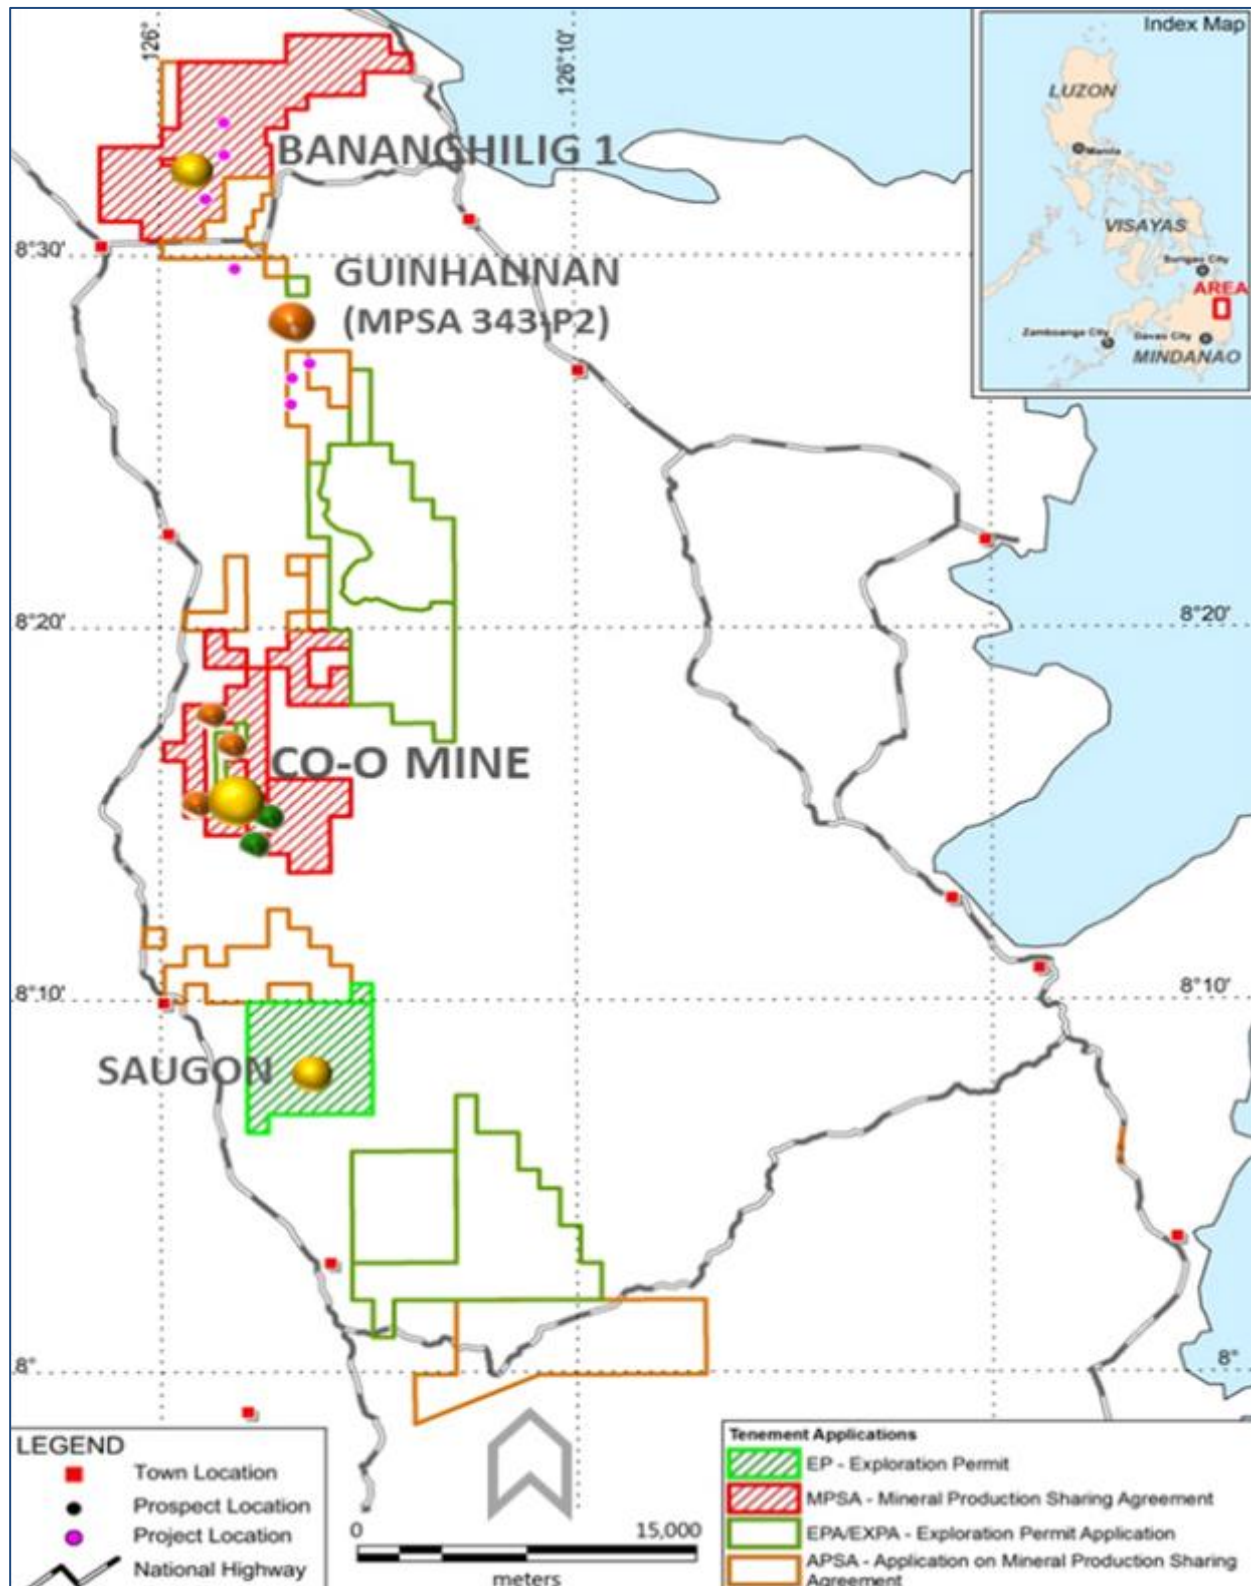 126°
126°10'
Index Map
LUZON
Manila
VISAYAS
Surigao City
AREA
Zamboanga City
Davao City
MINDANAO
BANANGHILIG 1
8°30'
GUINHALINAN
(MPSA 343-P2)
8°20'
8°20'
CO-O MINE
8°10'
8°10'
SAUGON
8°
8°
LEGEND
Town Location
Prospect Location
Project Location
National Highway
0
15,000
meters
Tenement Applications
EP - Exploration Permit
MPSA - Mineral Production Sharing Agreement
EPA/EXPA - Exploration Permit Application
APSA - Application on Mineral Production Sharing
Agreement